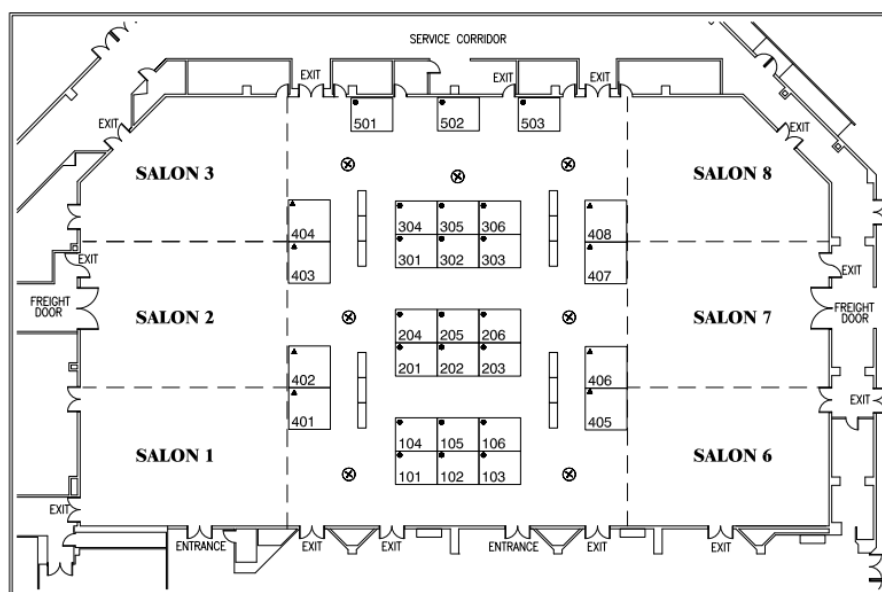 SERVICE CORRIDOR
EXIT
EXIT
EXIT
EXIT
EXIT
501
502
503
SALON 3
SALON 8
404
304
305
306
408
403
301
302
303
407
EXIT
EXIT
FREIGHT
DOOR
SALON 2
204
205
206
SALON 7
FREIGHT
DOOR
402
201
202
203
406
401
405
EXIT
104
105
106
SALON 1
101
102
103
SALON 6
EXIT
ENTRANCE
EXIT
EXIT
ENTRANCE
EXIT
EXIT